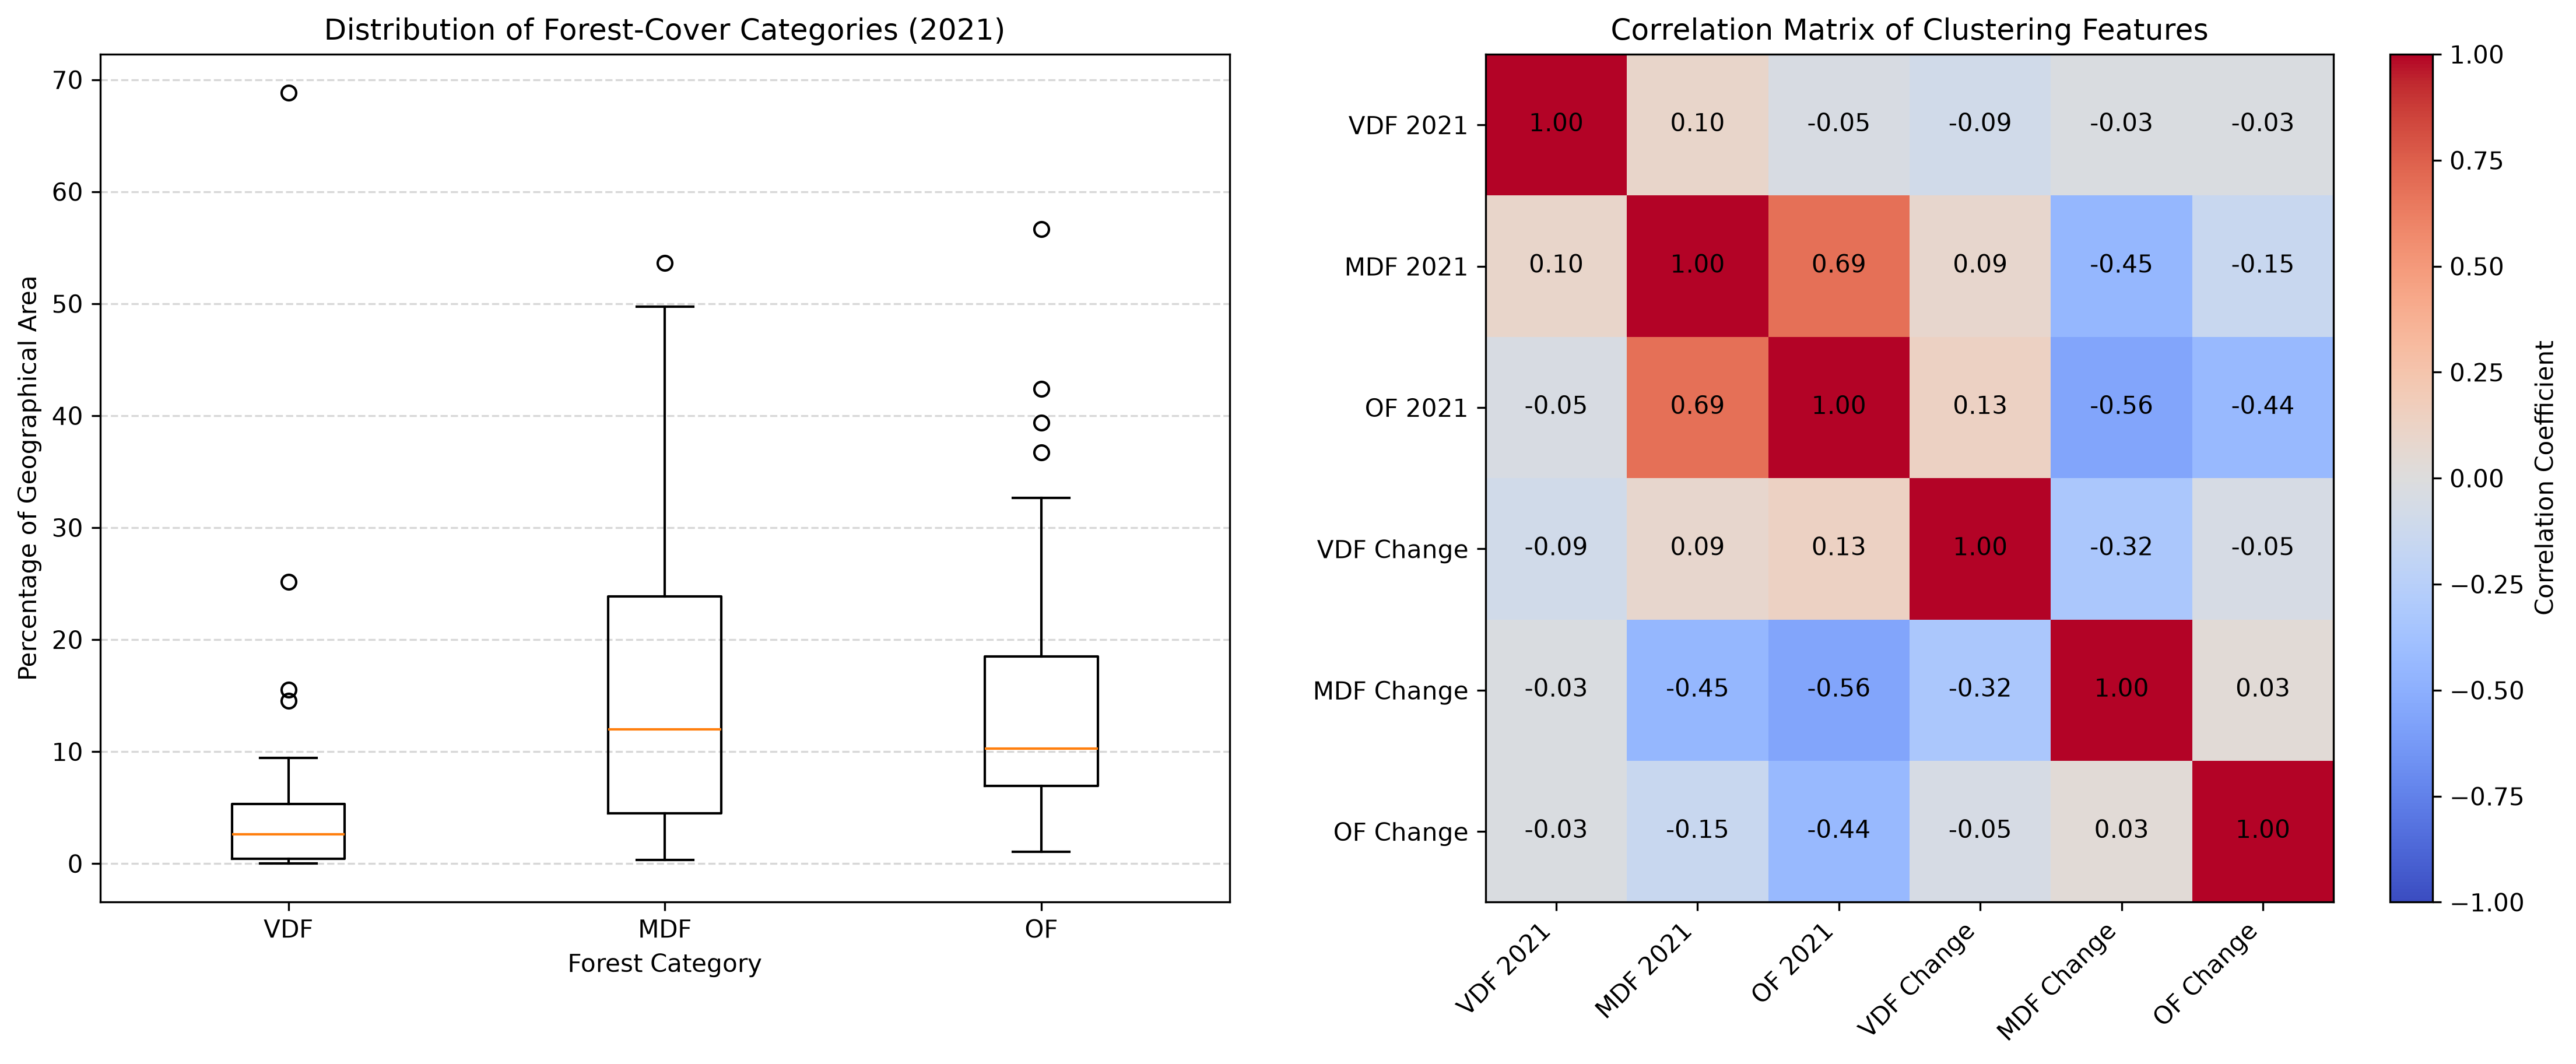 Distribution of Forest-Cover Categories (2021)
70
60
50
40
30
20
10
0
Percentage of Geographical Area
VDF
MDF
OF
Forest Category
Correlation Matrix of Clustering Features
VDF 2021
1.00 0.10 -0.05 -0.09 -0.03 -0.03
MDF 2021
0.10 1.00 0.69 0.09 -0.45 -0.15
OF 2021
-0.05 0.69 1.00 0.13 -0.56 -0.44
VDF Change
-0.09 0.09 0.13 1.00 -0.32 -0.05
MDF Change
-0.03 -0.45 -0.56 -0.32 1.00 0.03
OF Change
-0.03 -0.15 -0.44 -0.05 0.03 1.00
VDF 2021
MDF 2021
OF 2021
VDF Change
MDF Change
OF Change
1.00
0.75
0.50
0.25
0.00
−0.25
−0.50
−0.75
−1.00
Correlation Coefficient